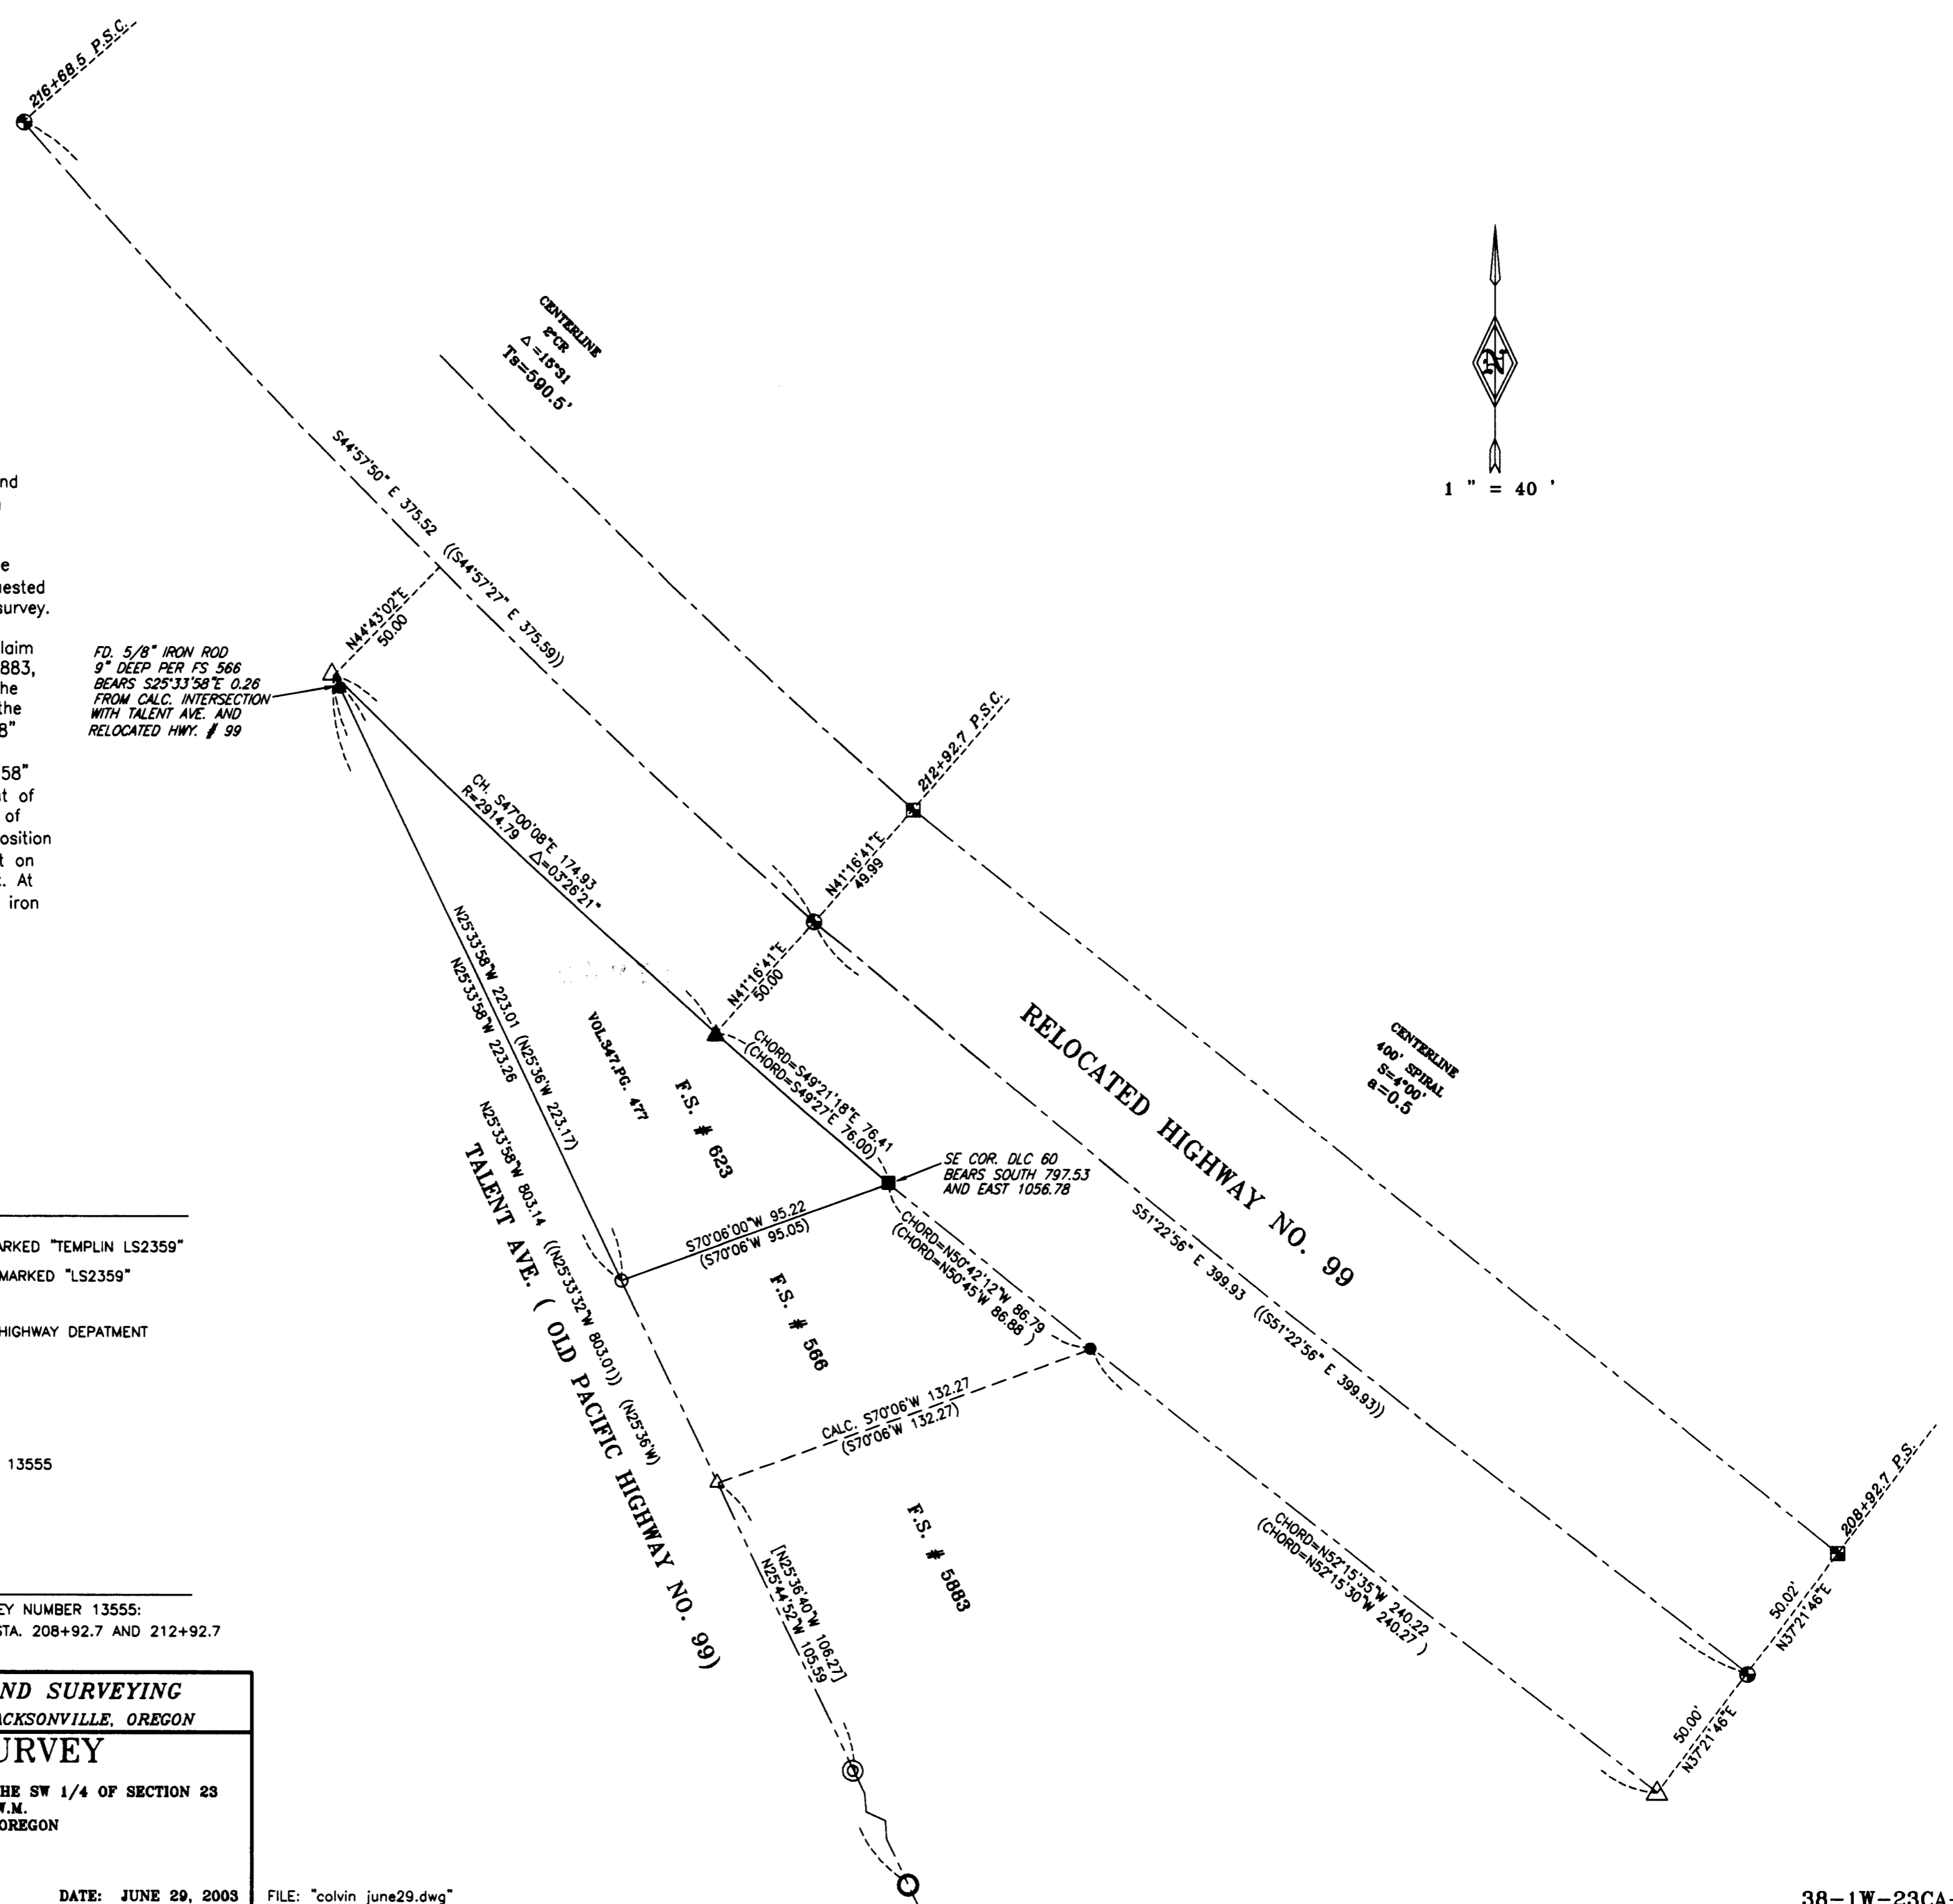 216+68.5 P.S.C.
CENTERLINE
2°CR
△=15°31
Ts=590.5'
1 " = 40 '
S44°57'50" E 375.52 ((S44°57'27" E 375.59))
nd
e
uested
survey.
laim
883,
he
the
8"
58"
t of
of
osition
t on
. At
iron
N44°43'02"E
50.00
FD. 5/8" IRON ROD
9" DEEP PER FS 566
BEARS S25°33'58"E 0.26
FROM CALC. INTERSECTION
WITH TALENT AVE. AND
RELOCATED HWY. # 99
212+92.7 P.S.C.
CH. S47°00'08"E 174.93
R=2914.79 △=03°26'21"
N41°16'41"E
49.99
N41°16'41"E
50.00
N25°33'58"W 223.01 (N25°36'W 223.17)
N25°33'58"W 223.26
VOL.347,PG. 477
F.S. # 623
CHORD=S49°21'18"E 76.41
(CHORD=S49°27'E 76.00)
RELOCATED HIGHWAY NO. 99
CENTERLINE
400' SPIRAL
S=4°00'
a=0.5
SE COR. DLC 60
BEARS SOUTH 797.53
AND EAST 1056.78
N25°33'58"W 803.14 ((N25°33'32"W 803.01)) (N25°36'W)
TALENT AVE. ( OLD PACIFIC HIGHWAY NO. 99)
S70°06'00"W 95.22
(S70°06'W 95.05)
F.S. # 566
CHORD=N50°42'12"W 86.79
(CHORD=N50°45'W 86.88 )
S51°22'56" E 399.93 ((S51°22'56" E 399.93))
CALC. S70°06'W 132.27
(S70°06'W 132.27)
F.S. # 5883
208+92.7 P.S.
CHORD=N52°15'35"W 240.22
(CHORD=N52°15'30"W 240.27 )
[N25°36'40"W 106.27]
N25°44'52"W 105.59
50.02'
N37°21'46"E
50.00'
N37°21'46"E
ARKED "TEMPLIN LS2359"
MARKED "LS2359"
HIGHWAY DEPATMENT
13555
EY NUMBER 13555:
STA. 208+92.7 AND 212+92.7
ND SURVEYING
ACKSONVILLE, OREGON
URVEY
HE SW 1/4 OF SECTION 23
W.M.
OREGON
DATE: JUNE 29, 2003
FILE: "colvin june29.dwg"
38-1W-23CA